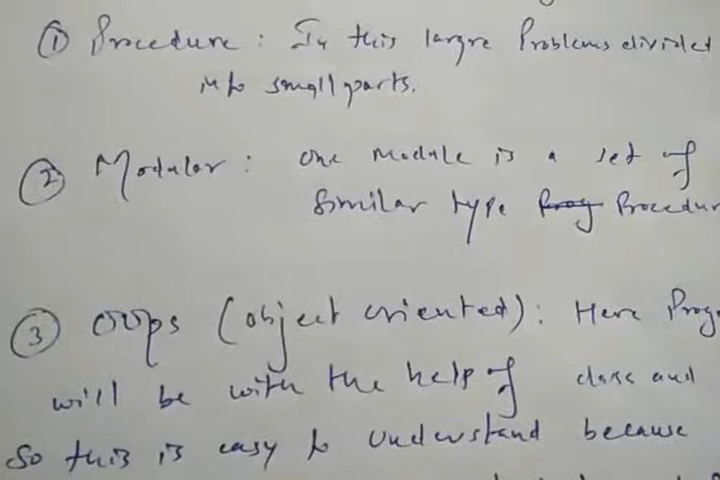 ① Procedure : In this largre Problems divided
into small parts.
② Modular : one module is a set of
similar type Procedur
③ OOPs (object oriented) : Here Prog
will be with the help of class and
So this is easy to understand because